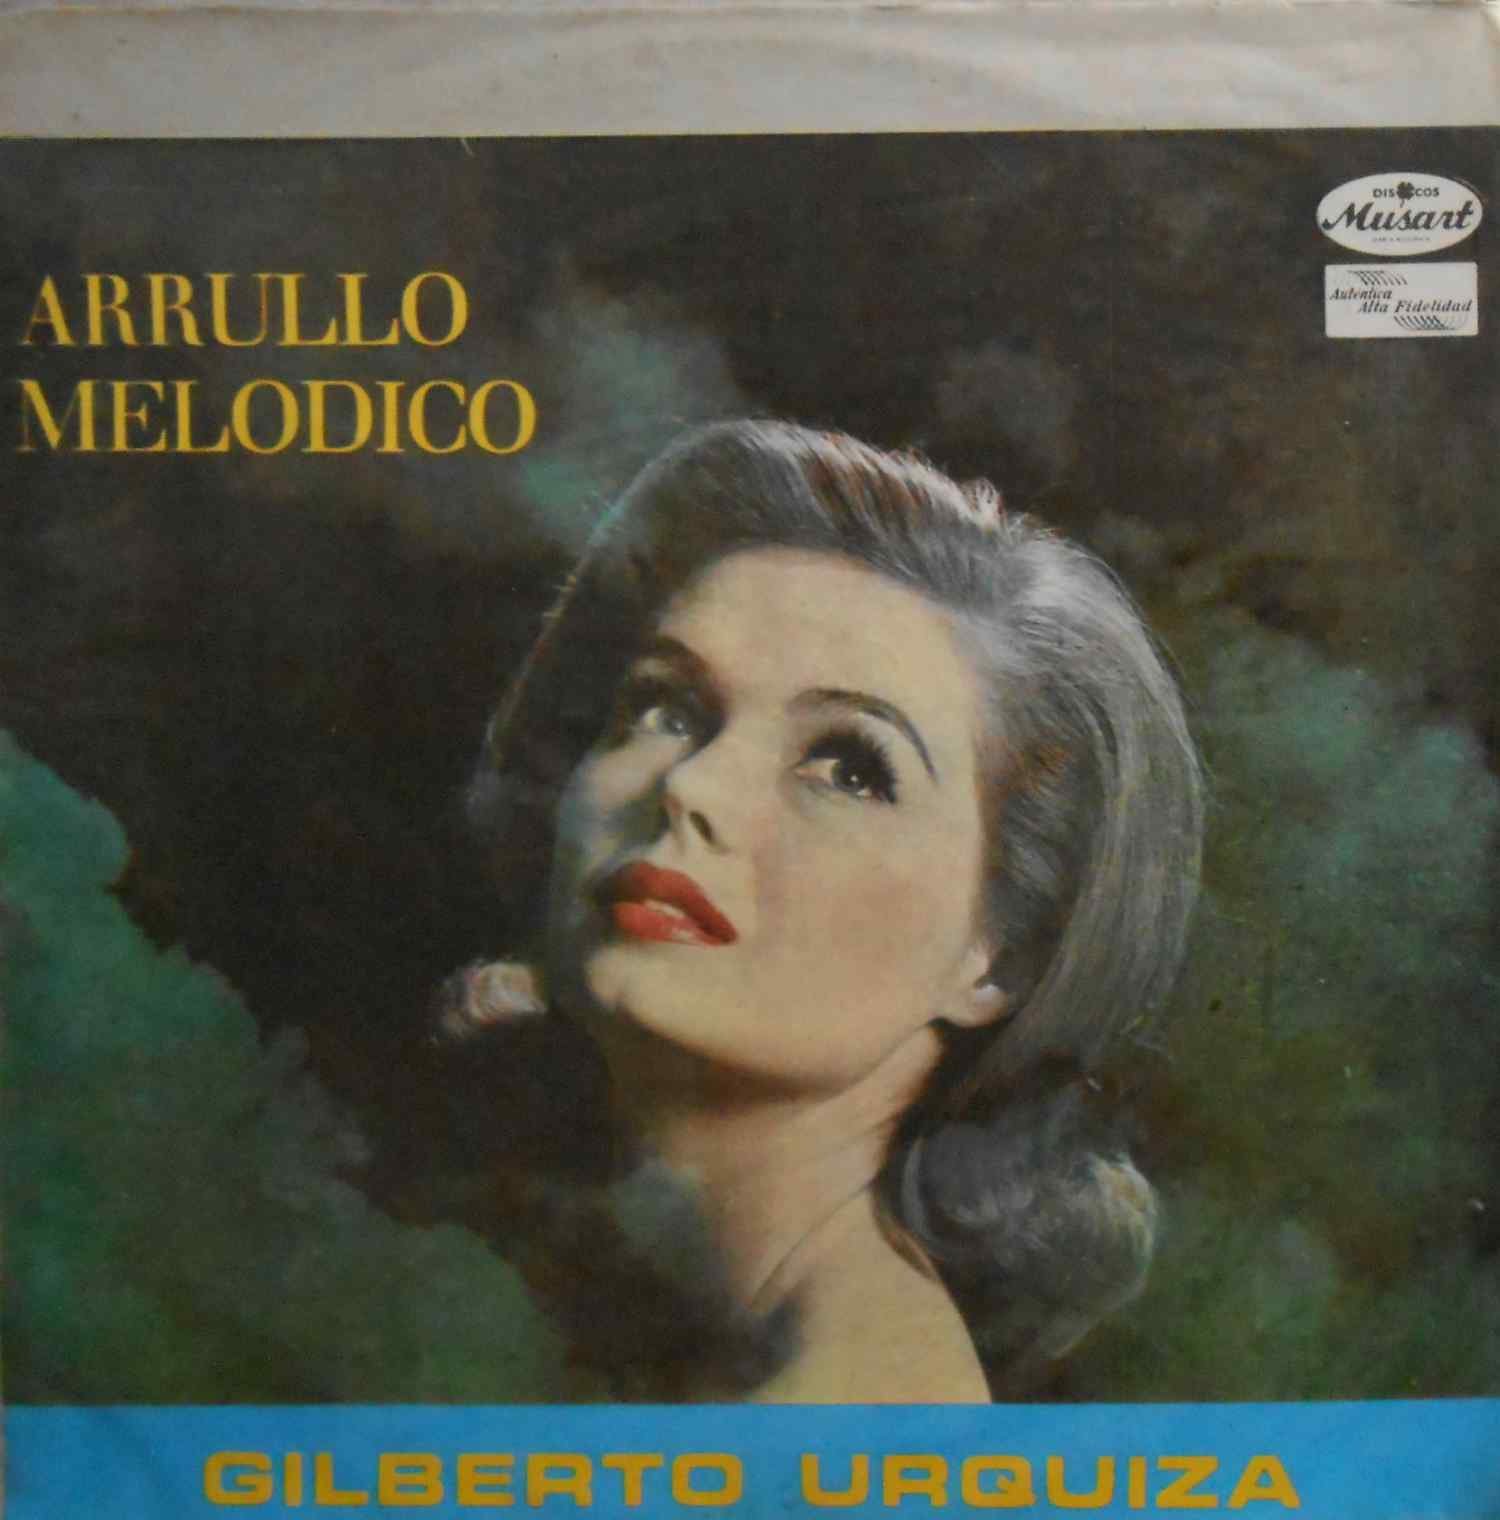 DISCOS
Musart
Auténtica
Alta Fidelidad
ARRULLO
MELODICO
GILBERTO URQUIZA